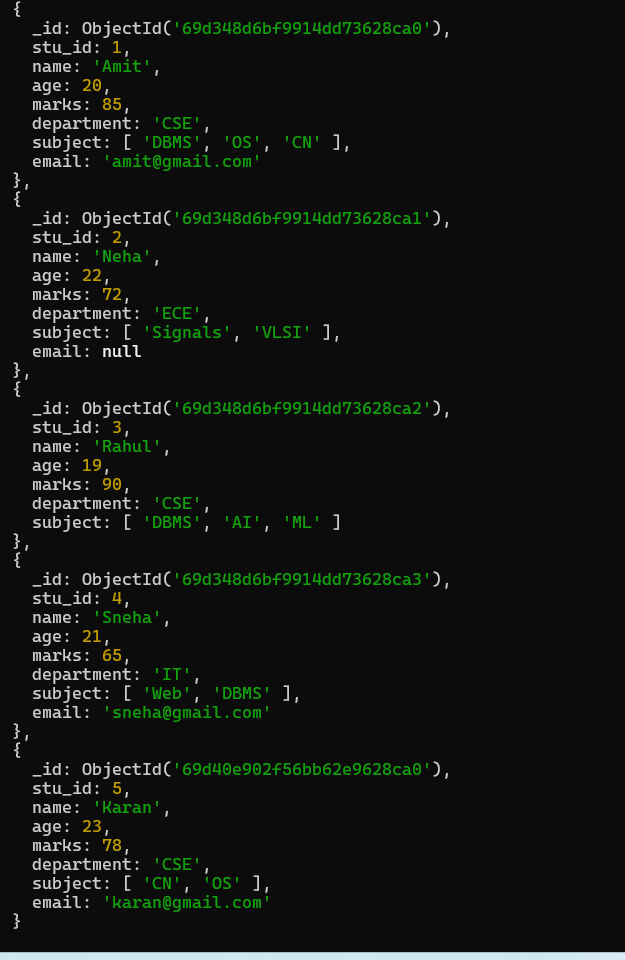 {
  _id: ObjectId('69d348d6bf9914dd73628ca0'),
  stu_id: 1,
  name: 'Amit',
  age: 20,
  marks: 85,
  department: 'CSE',
  subject: [ 'DBMS', 'OS', 'CN' ],
  email: 'amit@gmail.com'
},
{
  _id: ObjectId('69d348d6bf9914dd73628ca1'),
  stu_id: 2,
  name: 'Neha',
  age: 22,
  marks: 72,
  department: 'ECE',
  subject: [ 'Signals', 'VLSI' ],
  email: null
},
{
  _id: ObjectId('69d348d6bf9914dd73628ca2'),
  stu_id: 3,
  name: 'Rahul',
  age: 19,
  marks: 90,
  department: 'CSE',
  subject: [ 'DBMS', 'AI', 'ML' ]
},
{
  _id: ObjectId('69d348d6bf9914dd73628ca3'),
  stu_id: 4,
  name: 'Sneha',
  age: 21,
  marks: 65,
  department: 'IT',
  subject: [ 'Web', 'DBMS' ],
  email: 'sneha@gmail.com'
},
{
  _id: ObjectId('69d40e902f56bb62e9628ca0'),
  stu_id: 5,
  name: 'Karan',
  age: 23,
  marks: 78,
  department: 'CSE',
  subject: [ 'CN', 'OS' ],
  email: 'karan@gmail.com'
}